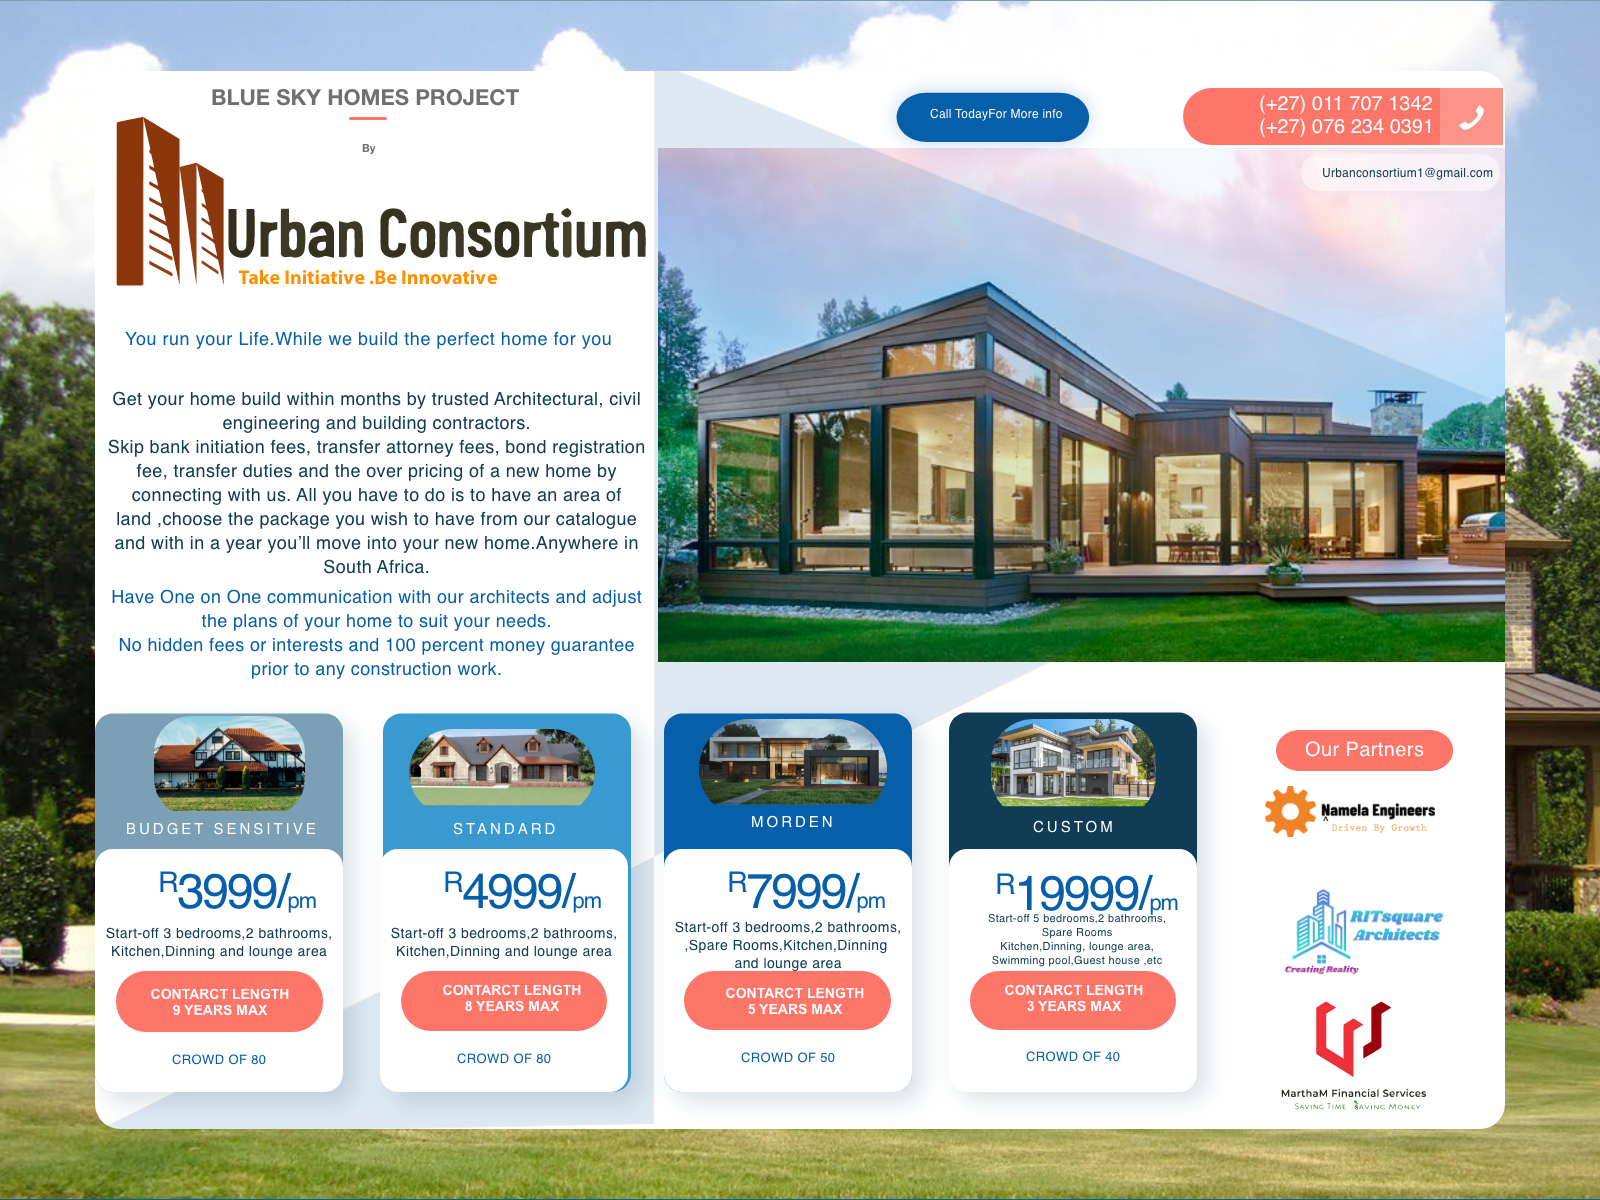 BLUE SKY HOMES PROJECT
By
Urban Consortium
Take Initiative .Be Innovative
Call TodayFor More info
(+27) 011 707 1342
(+27) 076 234 0391
Urbanconsortium1@gmail.com
You run your Life.While we build the perfect home for you
Get your home build within months by trusted Architectural, civil
engineering and building contractors.
Skip bank initiation fees, transfer attorney fees, bond registration
fee, transfer duties and the over pricing of a new home by
connecting with us. All you have to do is to have an area of
land ,choose the package you wish to have from our catalogue
and with in a year you’ll move into your new home.Anywhere in
South Africa.
Have One on One communication with our architects and adjust
the plans of your home to suit your needs.
No hidden fees or interests and 100 percent money guarantee
prior to any construction work.
BUDGET SENSITIVE
R3999/pm
Start-off 3 bedrooms,2 bathrooms,
Kitchen,Dinning and lounge area
CONTARCT LENGTH
9 YEARS MAX
CROWD OF 80
STANDARD
R4999/pm
Start-off 3 bedrooms,2 bathrooms,
Kitchen,Dinning and lounge area
CONTARCT LENGTH
8 YEARS MAX
CROWD OF 80
MORDEN
R7999/pm
Start-off 3 bedrooms,2 bathrooms,
,Spare Rooms,Kitchen,Dinning
and lounge area
CONTARCT LENGTH
5 YEARS MAX
CROWD OF 50
CUSTOM
R19999/pm
Start-off 5 bedrooms,2 bathrooms,
Spare Rooms
Kitchen,Dinning, lounge area,
Swimming pool,Guest house ,etc
CONTARCT LENGTH
3 YEARS MAX
CROWD OF 40
Our Partners
Namela Engineers
Driven By Growth
RITsquare
Architects
Creating Reality
MarthaM Financial Services
Saving Time Saving Money